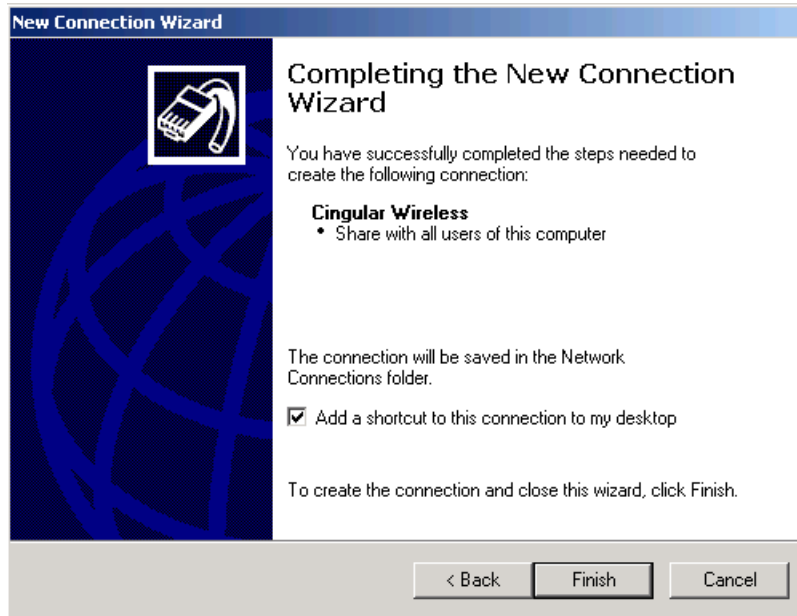 New Connection Wizard
Completing the New Connection
Wizard
You have successfully completed the steps needed to
create the following connection:
Cingular Wireless
• Share with all users of this computer
The connection will be saved in the Network
Connections folder.
Add a shortcut to this connection to my desktop
To create the connection and close this wizard, click Finish.
< Back Finish Cancel